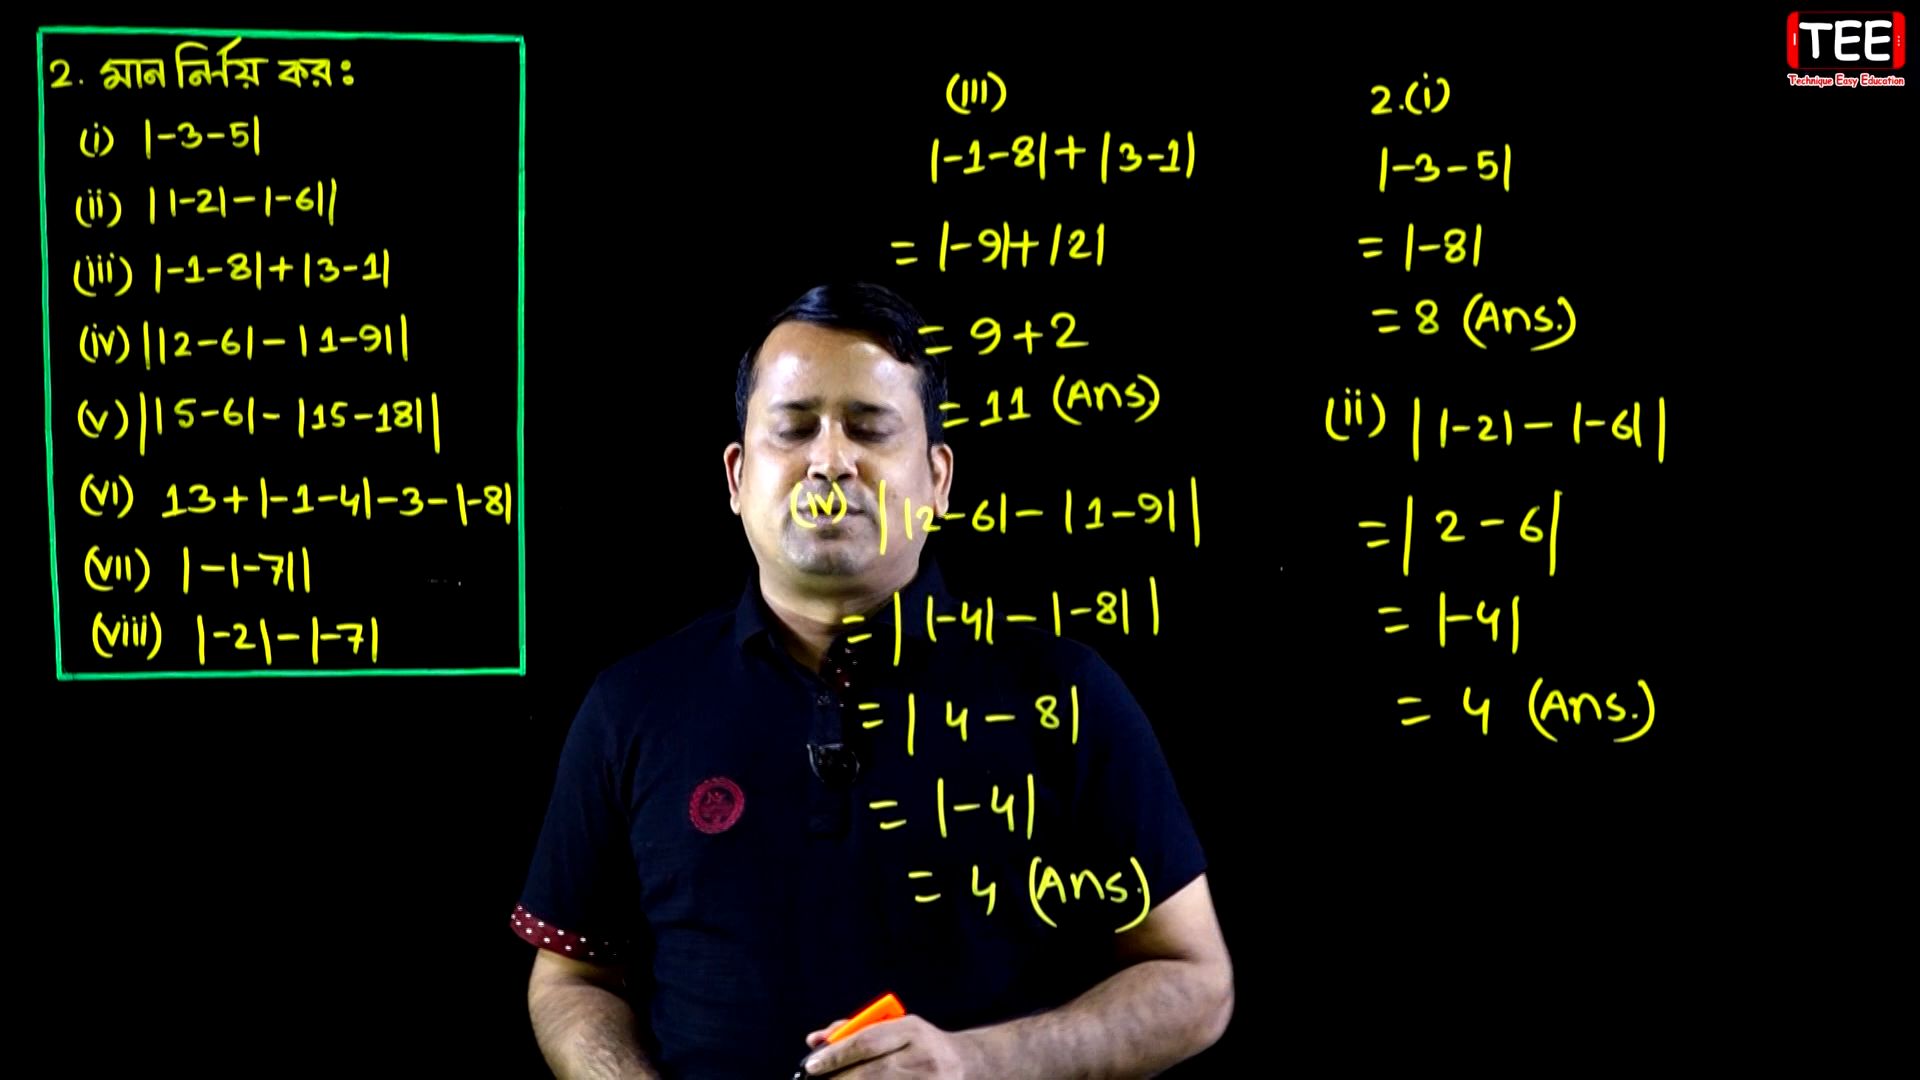 2. মান নির্ণয় কর:
(i) |-3-5|
(ii) ||-2|-|-6||
(iii) |-1-8|+|3-1|
(iv) ||2-6|-|1-9||
(v) ||5-6|-|15-18||
(vi) 13+|-1-4|-3-|-8|
(vii) |-|-7||
(viii) |-2|-|-7|
(iii)
|-1-8|+|3-1|
= |-9|+|2|
= 9+2
= 11 (Ans.)
(iv) ||2-6|-|1-9||
= ||-4|-|-8||
= |4-8|
= |-4|
= 4 (Ans.)
2.(i)
|-3-5|
= |-8|
= 8 (Ans.)
(ii) ||-2|-|-6||
= |2-6|
= |-4|
= 4 (Ans.)
TEE
Technique Easy Education